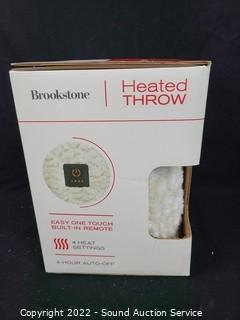 Brookstone
Heated
THROW
EASY ONE TOUCH
BUILT-IN REMOTE
4 HEAT
SETTINGS
4-HOUR AUTO-OFF
Copyright 2022 - Sound Auction Service